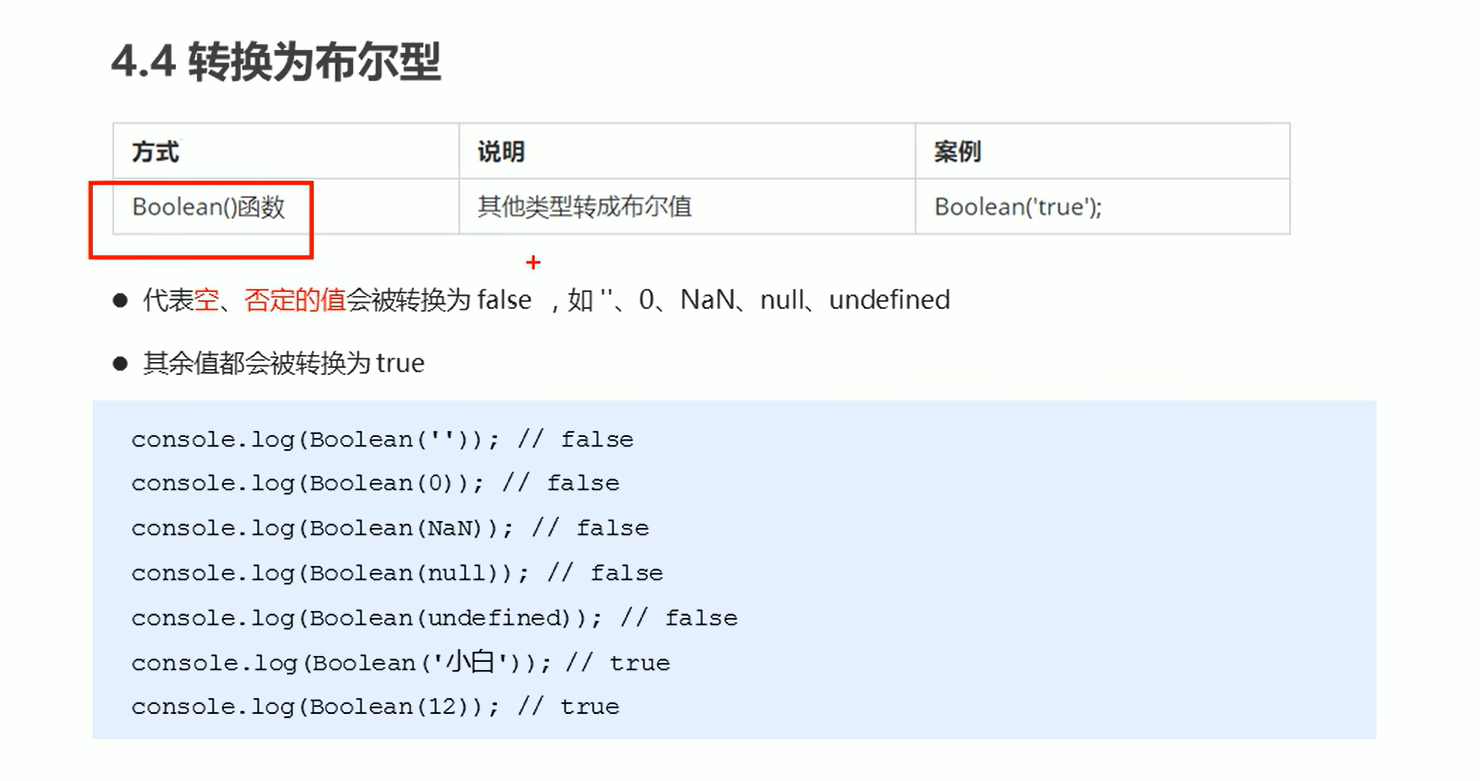 4.4 转换为布尔型
方式 说明 案例
Boolean()函数 其他类型转成布尔值 Boolean('true');
● 代表空、否定的值会被转换为 false ，如 ''、0、NaN、null、undefined
● 其余值都会被转换为 true
console.log(Boolean('')); // false
console.log(Boolean(0)); // false
console.log(Boolean(NaN)); // false
console.log(Boolean(null)); // false
console.log(Boolean(undefined)); // false
console.log(Boolean('小白')); // true
console.log(Boolean(12)); // true